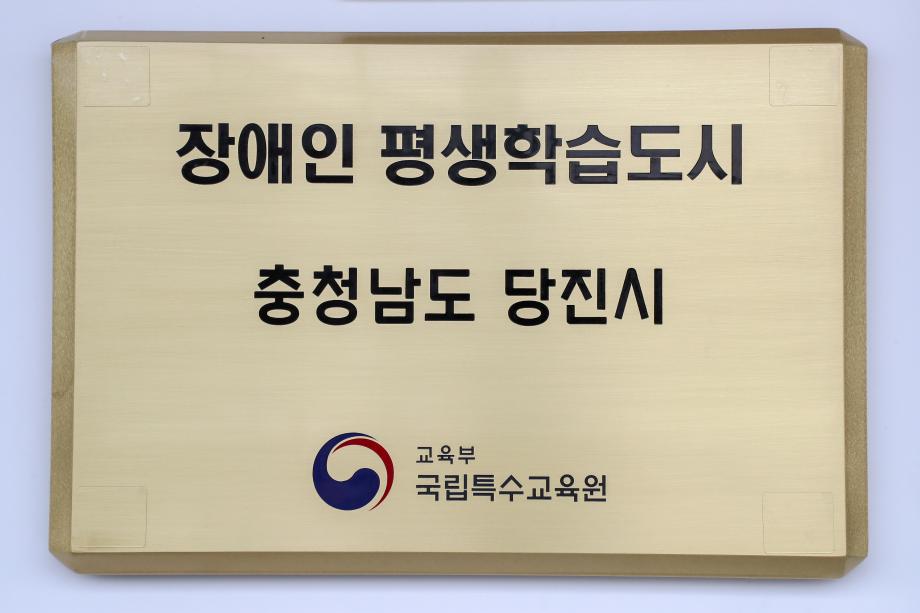 장애인 평생학습도시
충청남도 당진시
교육부
국립특수교육원